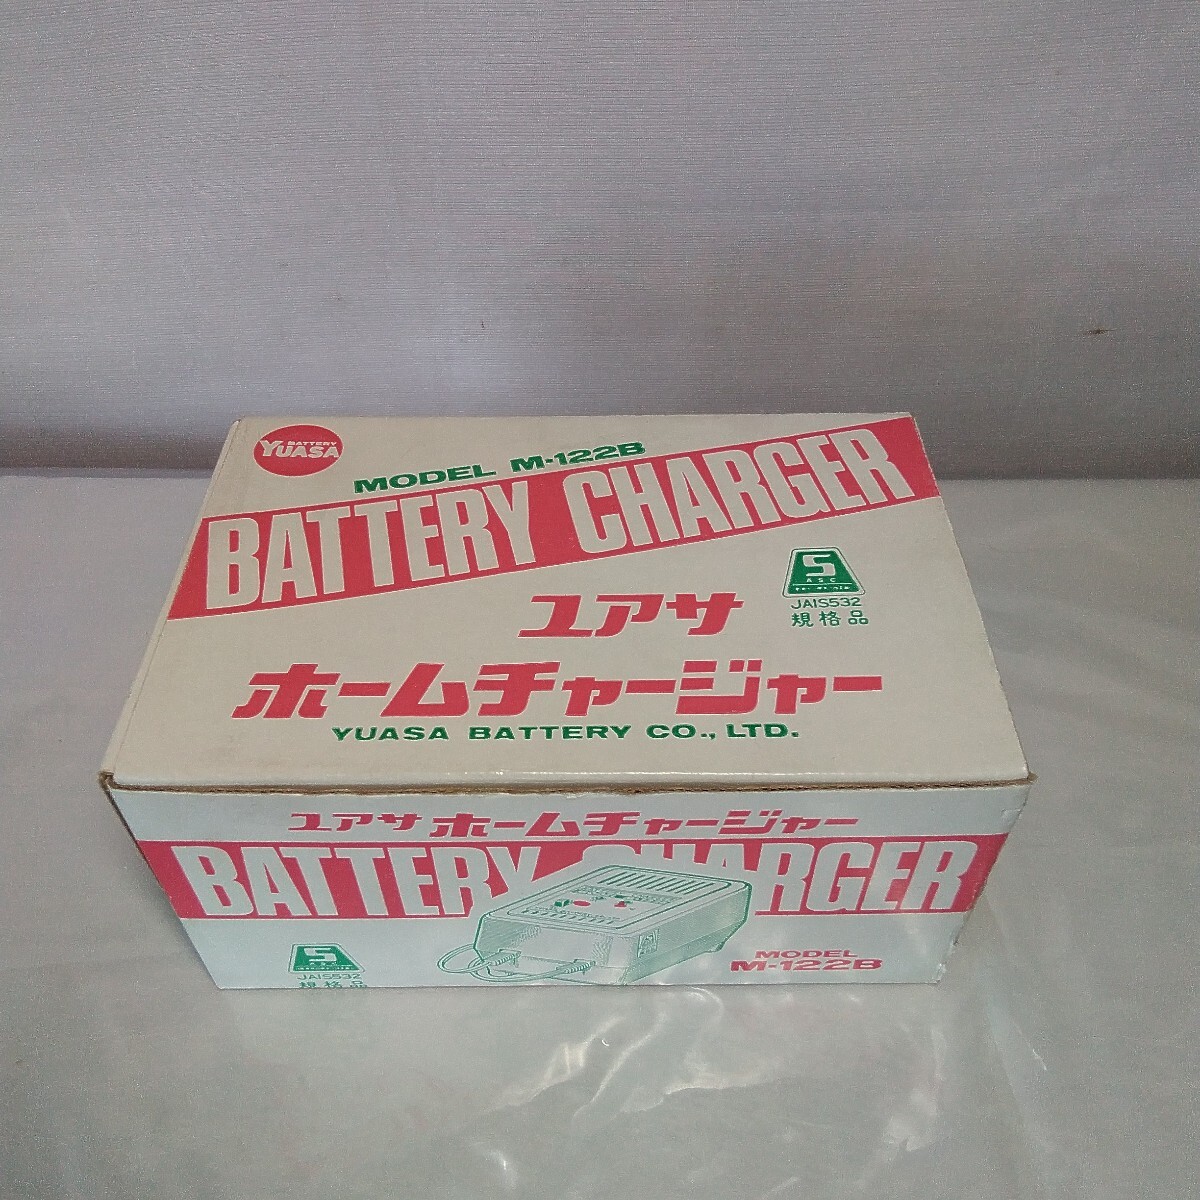 BATTERY
YUASA
MODEL M-122B
BATTERY CHARGER
S
ASC
JAIS532
規格品
ユアサ
ホームチャージャー
YUASA BATTERY CO., LTD.
ユアサ ホームチャージャー
BATTERY CHARGER
S
ASC
JAIS532
規格品
MODEL
M-122B